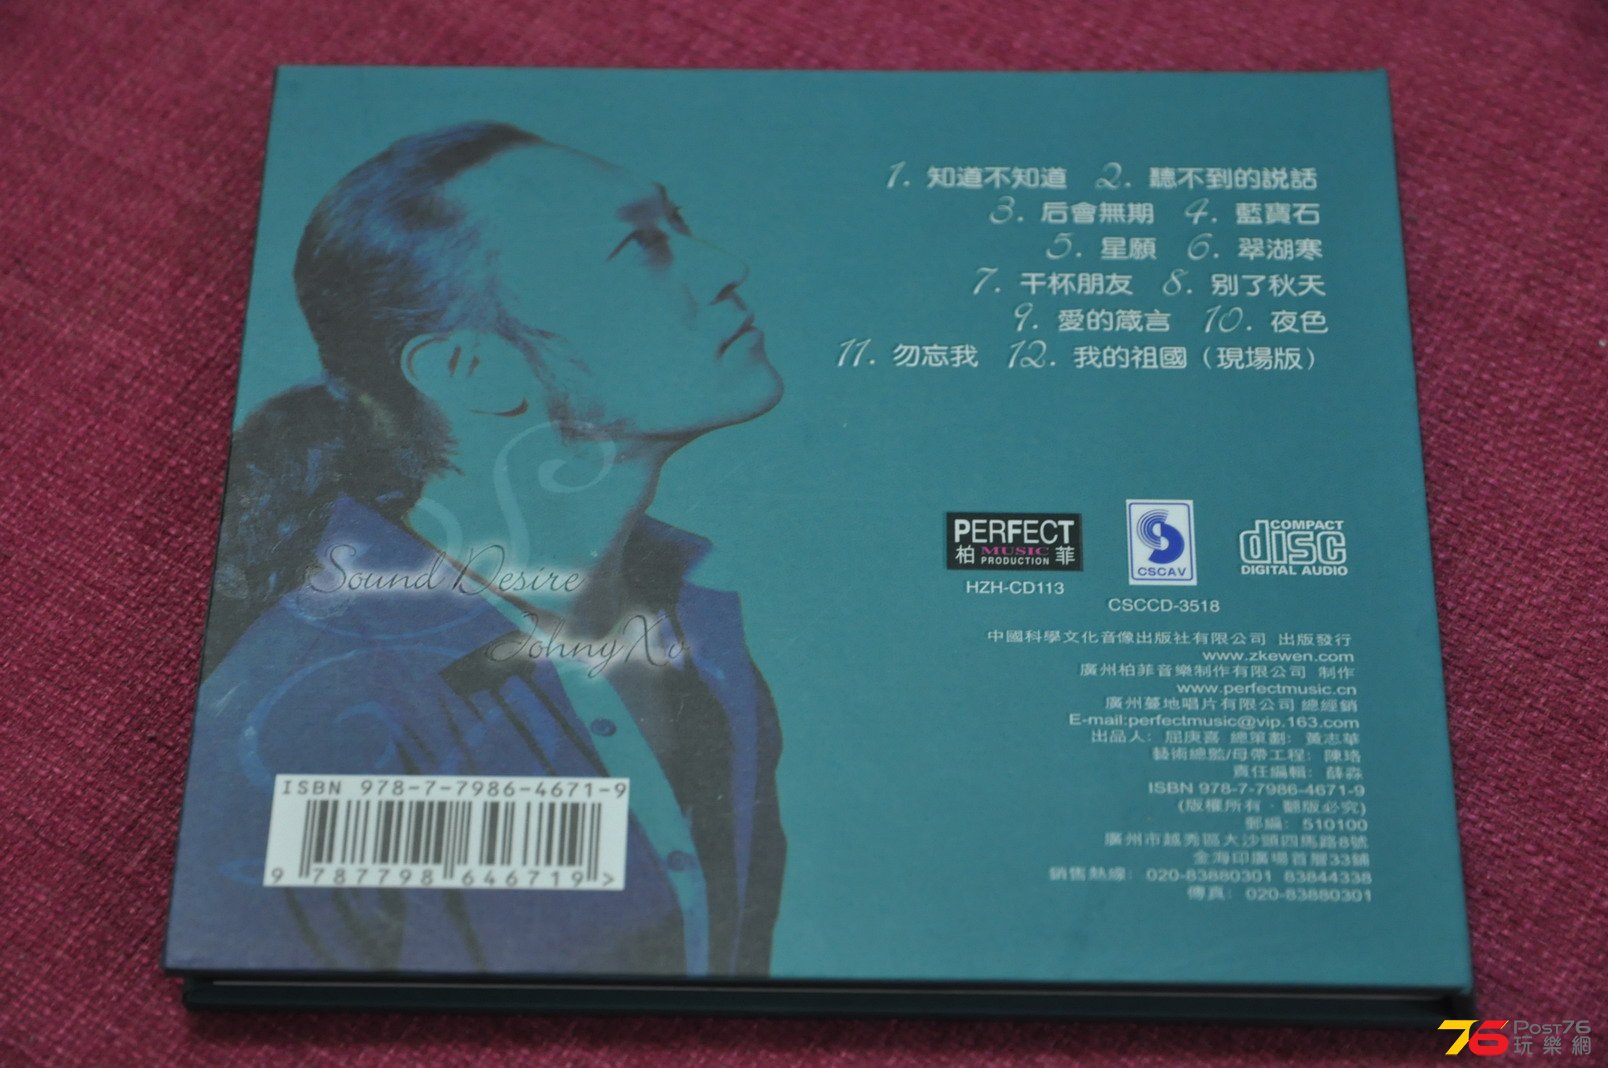 1. 知道不知道 2. 聽不到的説話
3. 后會無期 4. 藍寶石
5. 星願 6. 翠湖寒
7. 干杯朋友 8. 别了秋天
9. 愛的箴言 10. 夜色
11. 勿忘我 12. 我的祖國（現場版）
Sound Desire
Johny Xu
PERFECT
柏 MUSIC 菲
PRODUCTION
HZH-CD113
CSCAV
CSCCD-3518
COMPACT
disc
DIGITAL AUDIO
中國科學文化音像出版社有限公司 出版發行
www.zkewen.com
廣州柏菲音樂制作有限公司 制作
www.perfectmusic.cn
廣州蔓地唱片有限公司 總經銷
E-mail:perfectmusic@vip.163.com
出品人：屈庚喜 總策劃：黃志華
藝術總監/母帶工程：陳珞
責任編輯：薛淼
ISBN 978-7-7986-4671-9
(版權所有·翻版必究)
郵編：510100
廣州市越秀區大沙頭四馬路8號
金海印廣場首層33鋪
銷售熱線：020-83880301 83844338
傳真：020-83880301
ISBN 978-7-7986-4671-9
9 787798 646719 >
76 Post76
玩樂網